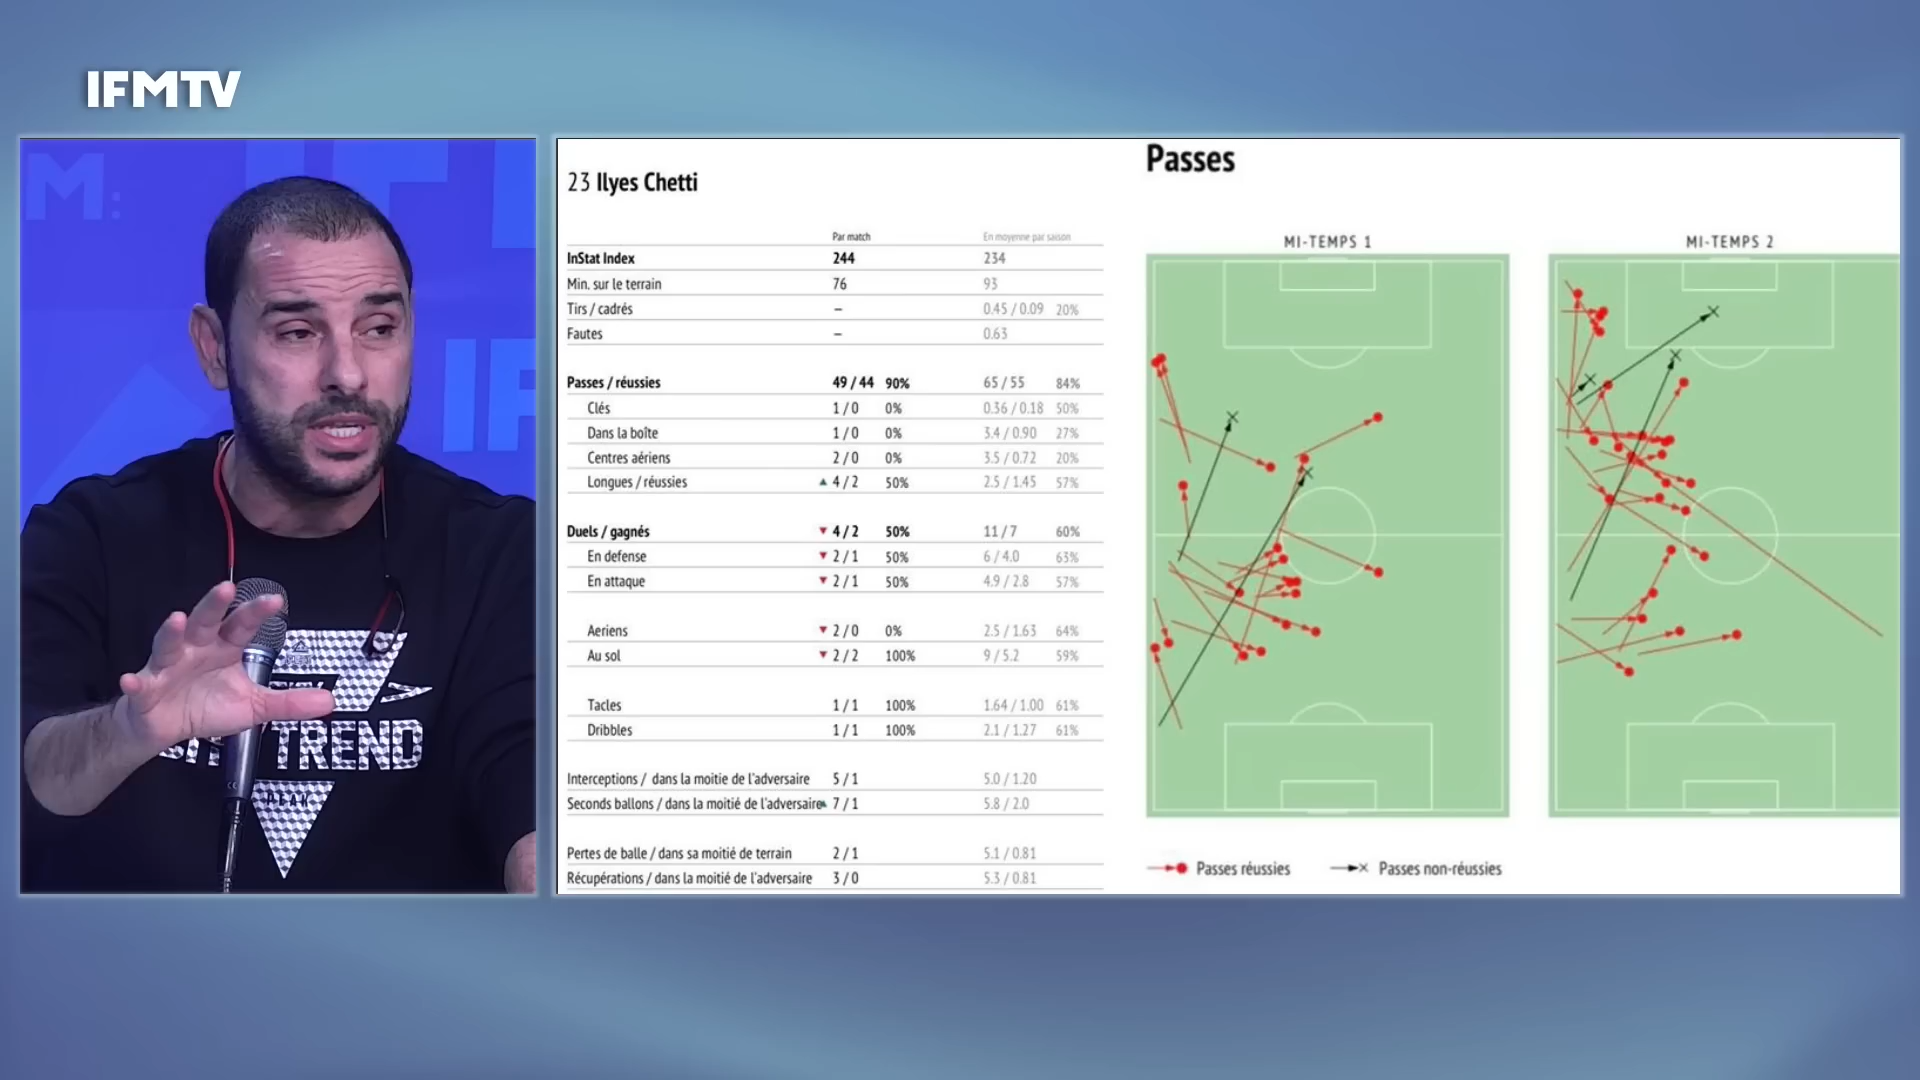 IFMTV
M:
IF
23 Ilyes Chetti
Par match En moyenne par saison
InStat Index 244 234
Min. sur le terrain 76 93
Tirs / cadrés – 0.45 / 0.09 20%
Fautes – 0.63
Passes / réussies 49 / 44 90% 65 / 55 84%
Clés 1 / 0 0% 0.36 / 0.18 50%
Dans la boîte 1 / 0 0% 3.4 / 0.90 27%
Centres aériens 2 / 0 0% 3.5 / 0.72 20%
Longues / réussies ▲ 4 / 2 50% 2.5 / 1.45 57%
Duels / gagnés ▼ 4 / 2 50% 11 / 7 60%
En defense ▼ 2 / 1 50% 6 / 4.0 63%
En attaque ▼ 2 / 1 50% 4.9 / 2.8 57%
Aeriens ▼ 2 / 0 0% 2.5 / 1.63 64%
Au sol ▼ 2 / 2 100% 9 / 5.2 59%
Tacles 1 / 1 100% 1.64 / 1.00 61%
Dribbles 1 / 1 100% 2.1 / 1.27 61%
Interceptions / dans la moitie de l'adversaire 5 / 1 5.0 / 1.20
Seconds ballons / dans la moitié de l'adversaire ▲ 7 / 1 5.8 / 2.0
Pertes de balle / dans sa moitié de terrain 2 / 1 5.1 / 0.81
Récupérations / dans la moitié de l'adversaire 3 / 0 5.3 / 0.81
Passes
MI-TEMPS 1 MI-TEMPS 2
Passes réussies Passes non-réussies
TREND